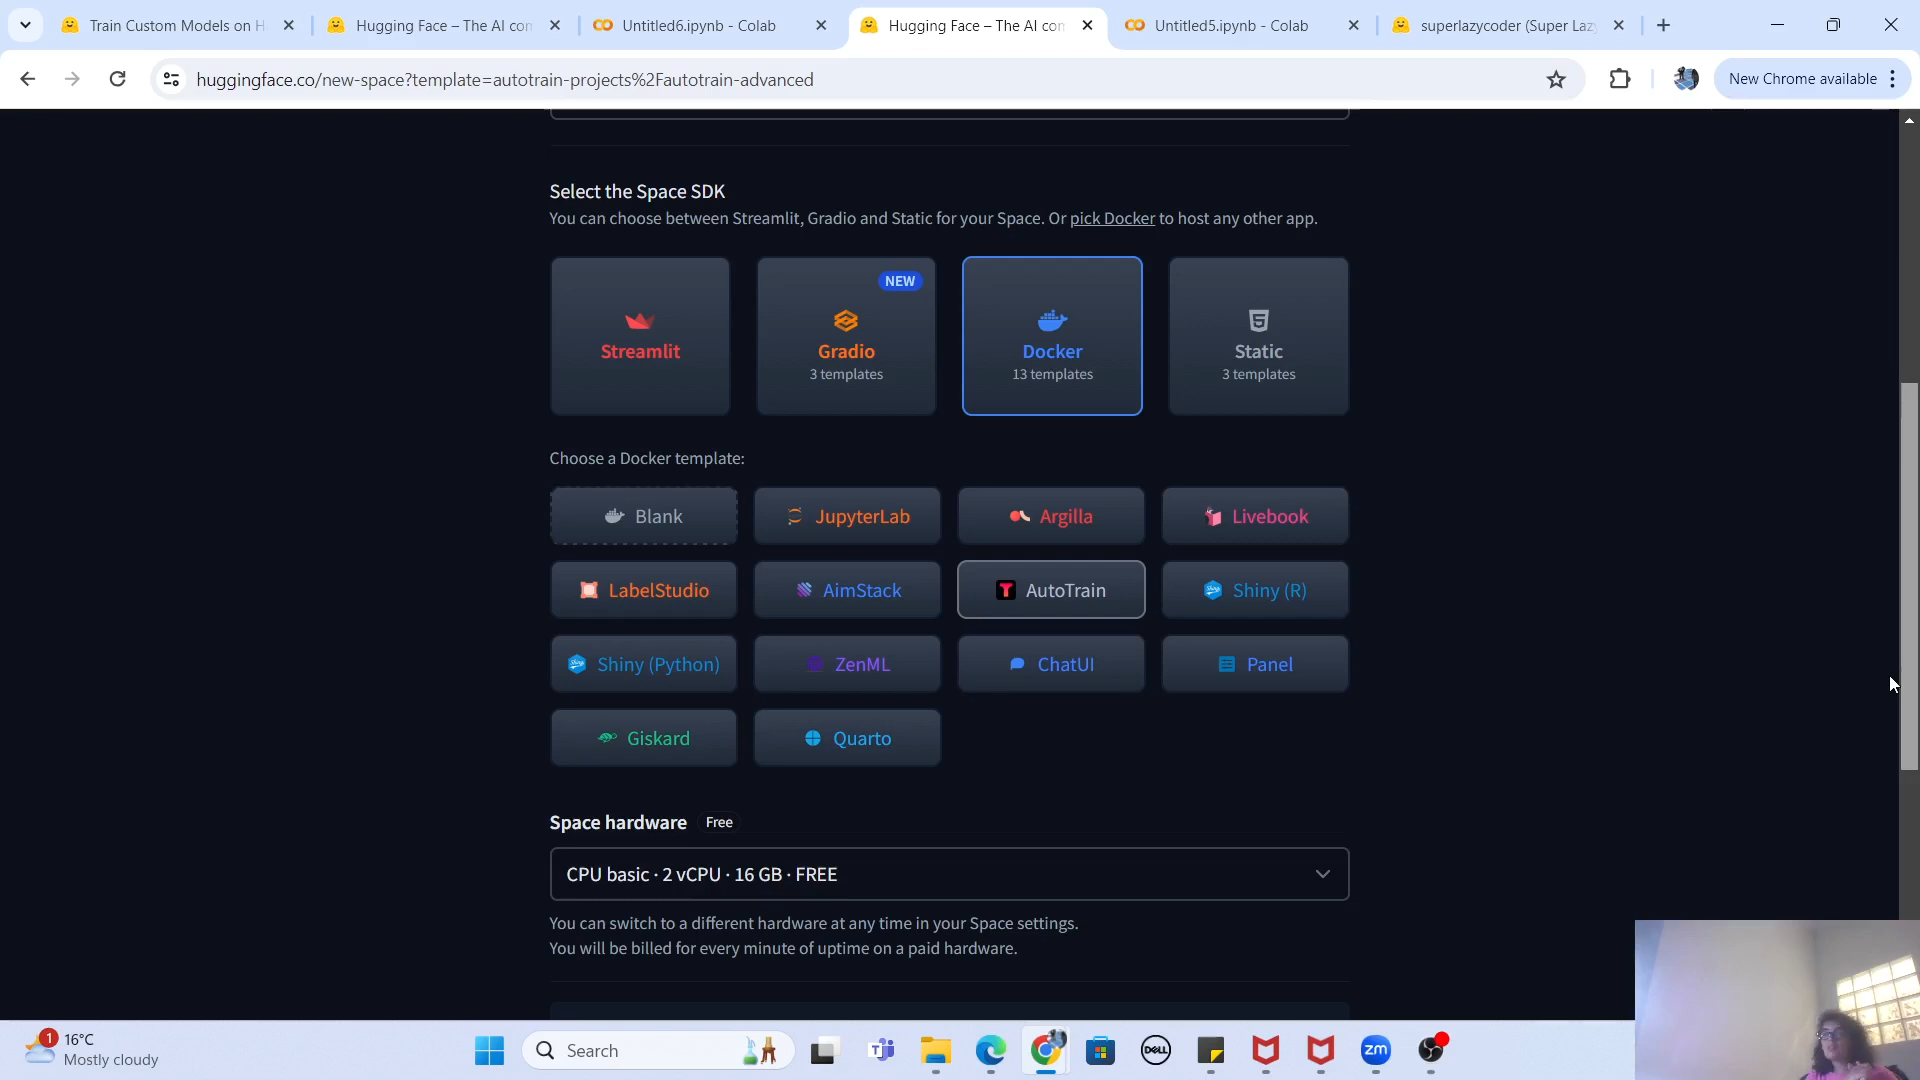 Train Custom Models on H
Hugging Face – The AI con
Untitled6.ipynb - Colab
Hugging Face – The AI con
Untitled5.ipynb - Colab
superlazycoder (Super Laz
huggingface.co/new-space?template=autotrain-projects%2Fautotrain-advanced
New Chrome available
Select the Space SDK
You can choose between Streamlit, Gradio and Static for your Space. Or pick Docker to host any other app.
Streamlit
NEW
Gradio
3 templates
Docker
13 templates
Static
3 templates
Choose a Docker template:
Blank
JupyterLab
Argilla
Livebook
LabelStudio
AimStack
AutoTrain
Shiny (R)
Shiny (Python)
ZenML
ChatUI
Panel
Giskard
Quarto
Space hardware Free
CPU basic · 2 vCPU · 16 GB · FREE
You can switch to a different hardware at any time in your Space settings.
You will be billed for every minute of uptime on a paid hardware.
1
16°C
Mostly cloudy
Search
DELL
zm